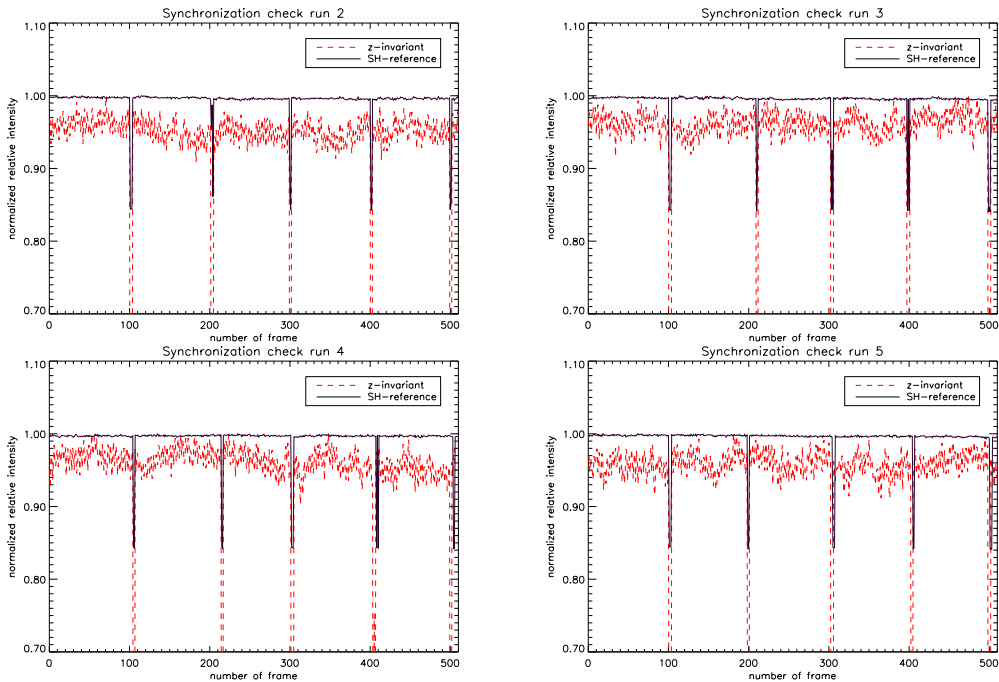 Synchronization check run 2
1.10
1.00
0.90
0.80
0.70
normalized relative intensity
z-invariant
SH-reference
0 100 200 300 400 500
number of frame
Synchronization check run 3
1.10
1.00
0.90
0.80
0.70
normalized relative intensity
z-invariant
SH-reference
0 100 200 300 400 500
number of frame
Synchronization check run 4
1.10
1.00
0.90
0.80
0.70
normalized relative intensity
z-invariant
SH-reference
0 100 200 300 400 500
number of frame
Synchronization check run 5
1.10
1.00
0.90
0.80
0.70
normalized relative intensity
z-invariant
SH-reference
0 100 200 300 400 500
number of frame